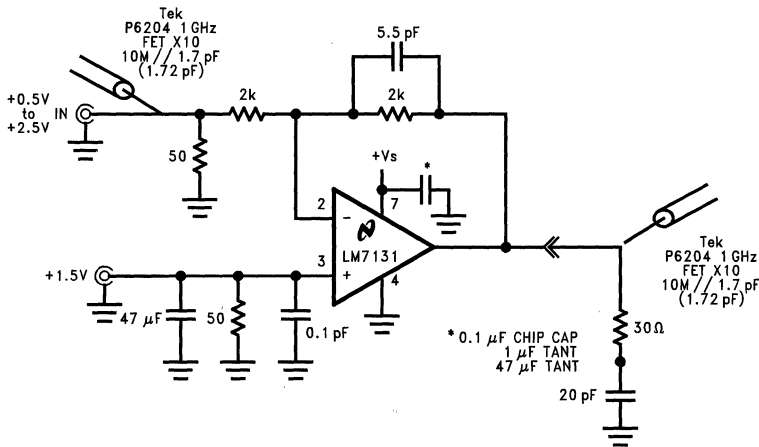 Tek
P6204 1 GHz
FET X10
10M // 1.7 pF
(1.72 pF)
5.5 pF
2k
2k
+0.5V
to
+2.5V
IN
50
+Vs
*
2
-
7
LM7131
3
+
4
+1.5V
47 µF
50
0.1 pF
Tek
P6204 1 GHz
FET X10
10M // 1.7 pF
(1.72 pF)
30Ω
* 0.1 µF CHIP CAP
1 µF TANT
47 µF TANT
20 pF